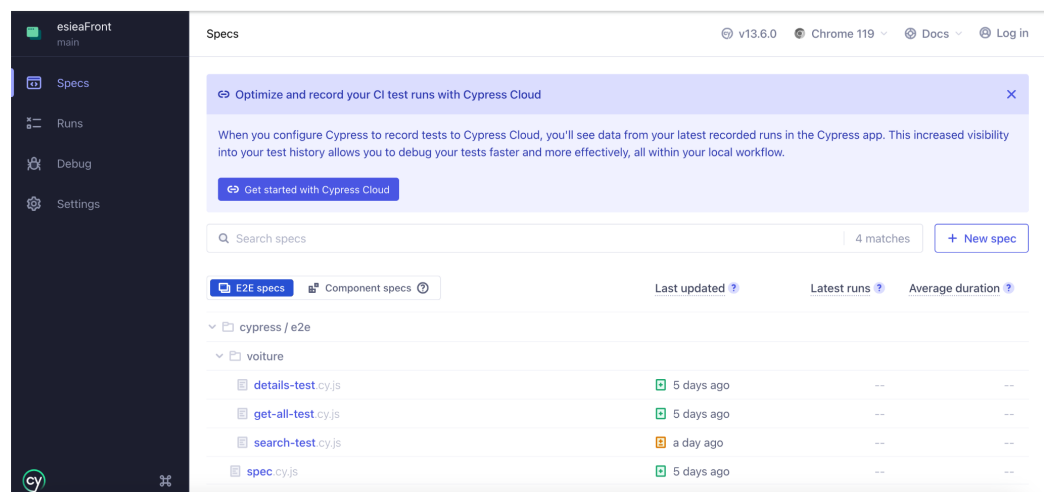 esieaFront
main
Specs
v13.6.0
Chrome 119
Docs
Log in
Specs
Runs
Debug
Settings
Optimize and record your CI test runs with Cypress Cloud
When you configure Cypress to record tests to Cypress Cloud, you'll see data from your latest recorded runs in the Cypress app. This increased visibility
into your test history allows you to debug your tests faster and more effectively, all within your local workflow.
Get started with Cypress Cloud
Search specs
4 matches
+ New spec
E2E specs
Component specs ?
Last updated ?
Latest runs ?
Average duration ?
cypress / e2e
voiture
details-test.cy.js 5 days ago -- --
get-all-test.cy.js 5 days ago -- --
search-test.cy.js a day ago -- --
spec.cy.js 5 days ago -- --
cy